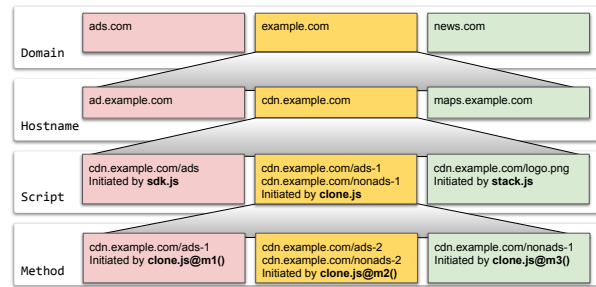 ads.com
example.com
news.com
Domain
ad.example.com
cdn.example.com
maps.example.com
Hostname
cdn.example.com/ads
Initiated by sdk.js
cdn.example.com/ads-1
cdn.example.com/nonads-1
Initiated by clone.js
cdn.example.com/logo.png
Initiated by stack.js
Script
cdn.example.com/ads-1
Initiated by clone.js@m1()
cdn.example.com/ads-2
cdn.example.com/nonads-2
Initiated by clone.js@m2()
cdn.example.com/nonads-1
Initiated by clone.js@m3()
Method